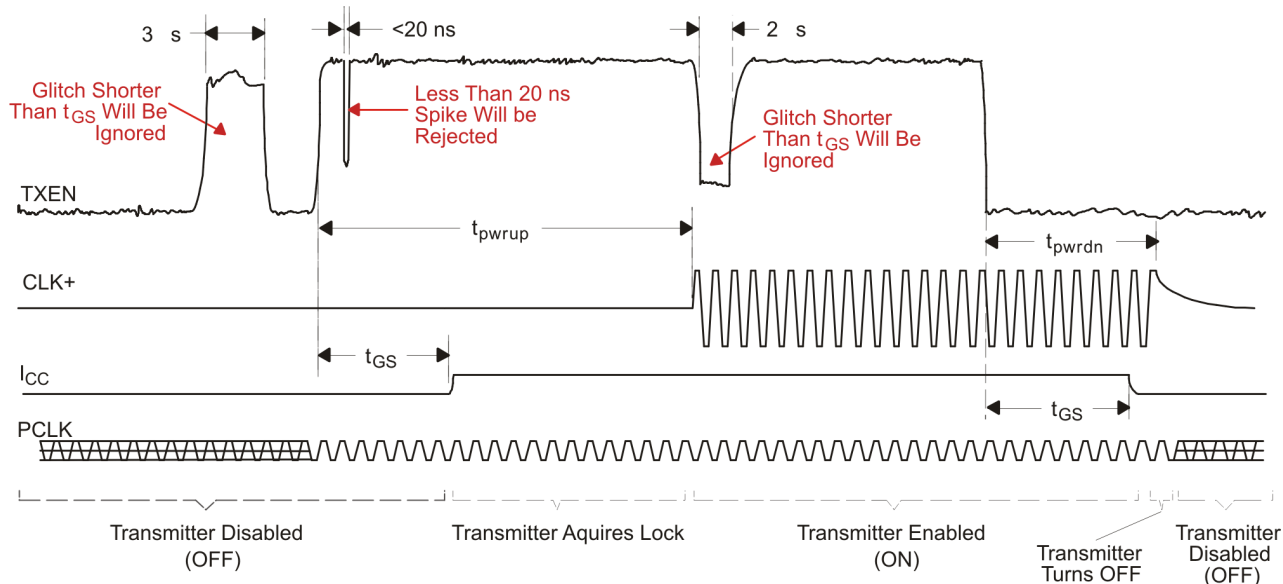 3 s
<20 ns
2 s
Glitch Shorter
Than tGS Will Be
Ignored
Less Than 20 ns
Spike Will be
Rejected
Glitch Shorter
Than tGS Will Be
Ignored
TXEN
tpwrup
tpwrdn
CLK+
tGS
ICC
tGS
PCLK
Transmitter Disabled
(OFF)
Transmitter Aquires Lock
Transmitter Enabled
(ON)
Transmitter
Turns OFF
Transmitter
Disabled
(OFF)